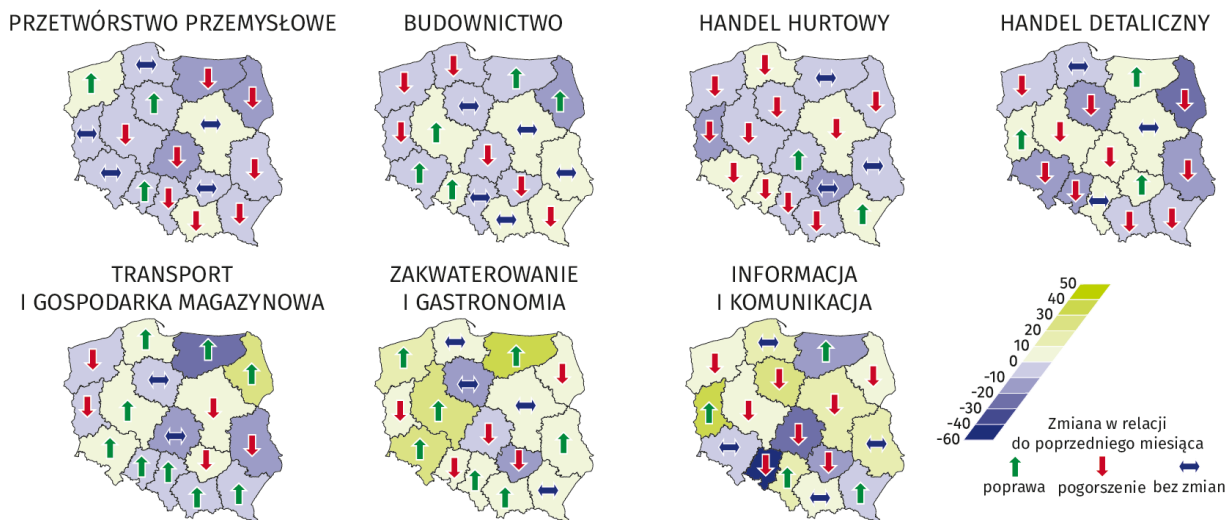 PRZETWÓRSTWO PRZEMYSŁOWE
BUDOWNICTWO
HANDEL HURTOWY
HANDEL DETALICZNY
TRANSPORT
I GOSPODARKA MAGAZYNOWA
ZAKWATEROWANIE
I GASTRONOMIA
INFORMACJA
I KOMUNIKACJA
50
40
30
20
10
0
-10
-20
-30
-40
-60
Zmiana w relacji
do poprzedniego miesiąca
poprawa
pogorszenie
bez zmian